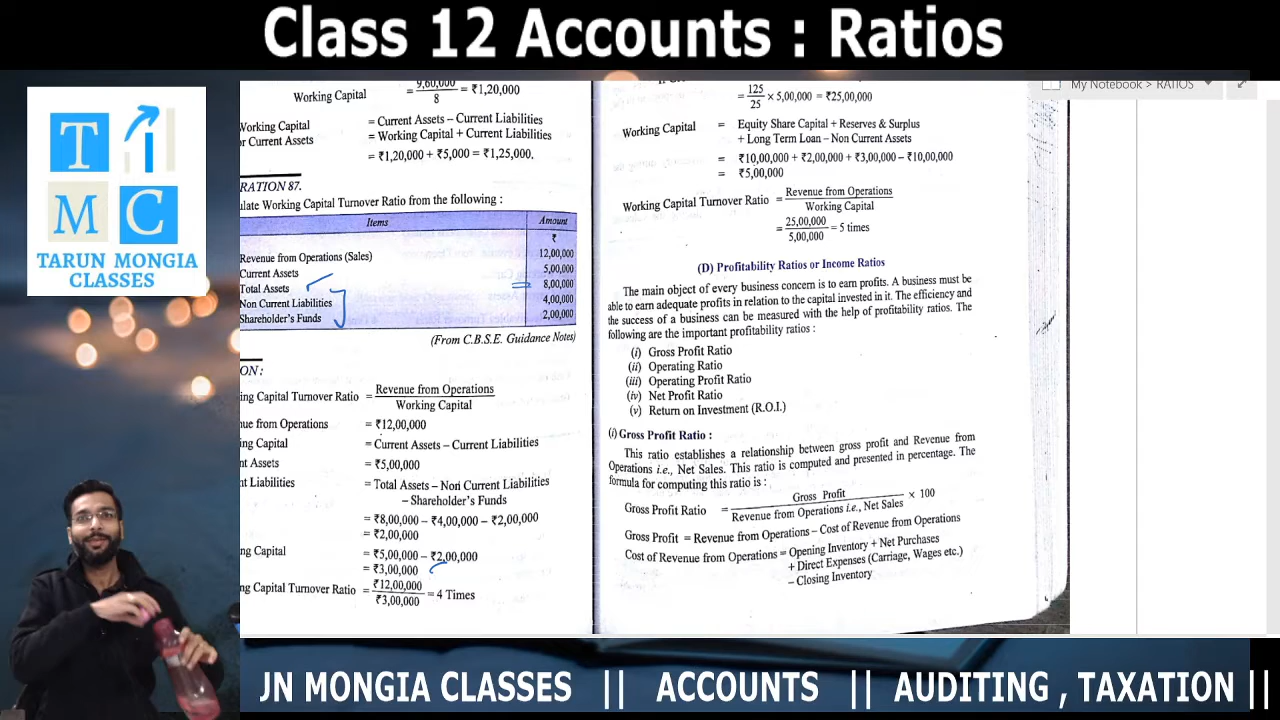 Class 12 Accounts : Ratios
My Notebook > RATIOS
T
M
C
TARUN MONGIA
CLASSES
Working Capital = 9,60,000 / 8 = ₹1,20,000
Working Capital = Current Assets – Current Liabilities
or Current Assets = Working Capital + Current Liabilities
= ₹1,20,000 + ₹5,000 = ₹1,25,000.
RATION 87.
ulate Working Capital Turnover Ratio from the following :
Items Amount
₹
Revenue from Operations (Sales) 12,00,000
Current Assets 5,00,000
Total Assets 8,00,000
Non Current Liabilities 4,00,000
Shareholder's Funds 2,00,000
(From C.B.S.E. Guidance Notes)
ON :
ing Capital Turnover Ratio = Revenue from Operations / Working Capital
nue from Operations = ₹12,00,000
ing Capital = Current Assets – Current Liabilities
nt Assets = ₹5,00,000
nt Liabilities = Total Assets – Non Current Liabilities
– Shareholder's Funds
= ₹8,00,000 – ₹4,00,000 – ₹2,00,000
= ₹2,00,000
ng Capital = ₹5,00,000 – ₹2,00,000
= ₹3,00,000
ng Capital Turnover Ratio = ₹12,00,000 / ₹3,00,000 = 4 Times
= 125 / 25 × 5,00,000 = ₹25,00,000
Working Capital = Equity Share Capital + Reserves & Surplus
+ Long Term Loan – Non Current Assets
= ₹10,00,000 + ₹2,00,000 + ₹3,00,000 – ₹10,00,000
= ₹5,00,000
Working Capital Turnover Ratio = Revenue from Operations / Working Capital
= 25,00,000 / 5,00,000 = 5 times
(D) Profitability Ratios or Income Ratios
The main object of every business concern is to earn profits. A business must be
able to earn adequate profits in relation to the capital invested in it. The efficiency and
the success of a business can be measured with the help of profitability ratios. The
following are the important profitability ratios :
(i) Gross Profit Ratio
(ii) Operating Ratio
(iii) Operating Profit Ratio
(iv) Net Profit Ratio
(v) Return on Investment (R.O.I.)
(i) Gross Profit Ratio :
This ratio establishes a relationship between gross profit and Revenue from
Operations i.e., Net Sales. This ratio is computed and presented in percentage. The
formula for computing this ratio is :
Gross Profit Ratio = Gross Profit / Revenue from Operations i.e., Net Sales × 100
Gross Profit = Revenue from Operations – Cost of Revenue from Operations
Cost of Revenue from Operations = Opening Inventory + Net Purchases
+ Direct Expenses (Carriage, Wages etc.)
– Closing Inventory
JN MONGIA CLASSES || ACCOUNTS || AUDITING , TAXATION ||